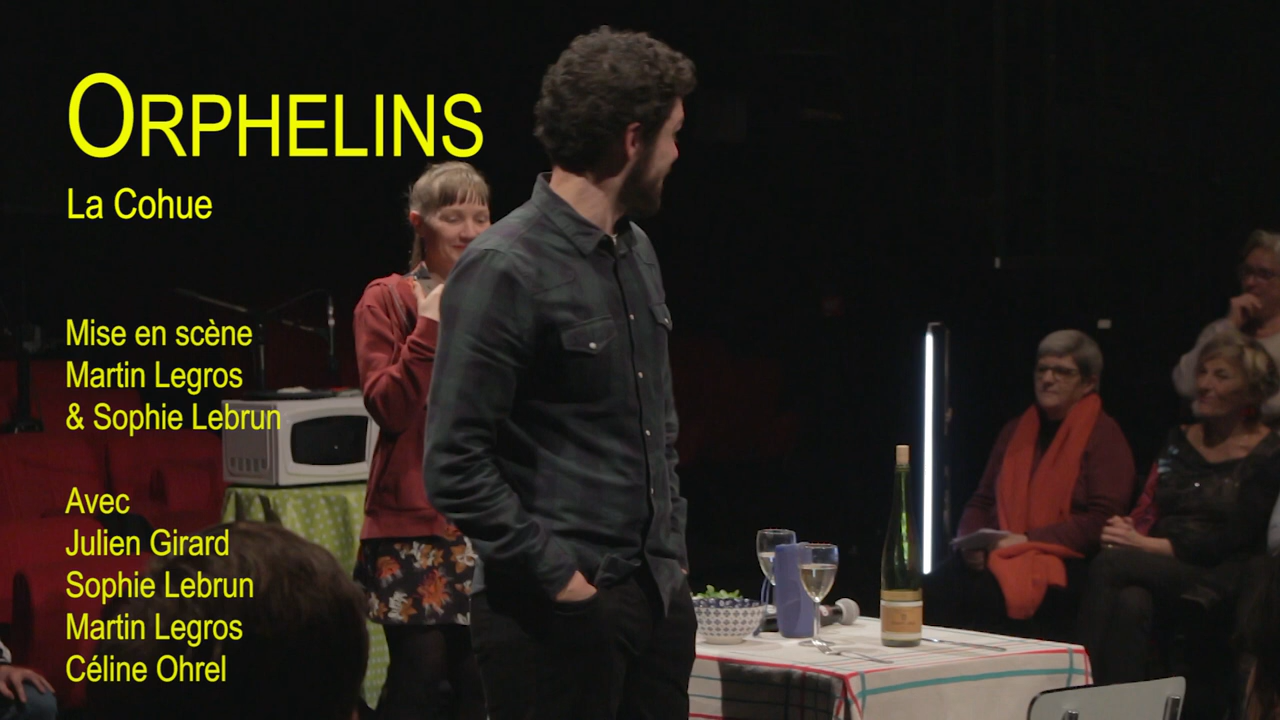 ORPHELINS
La Cohue
Mise en scène
Martin Legros
& Sophie Lebrun
Avec
Julien Girard
Sophie Lebrun
Martin Legros
Céline Ohrel